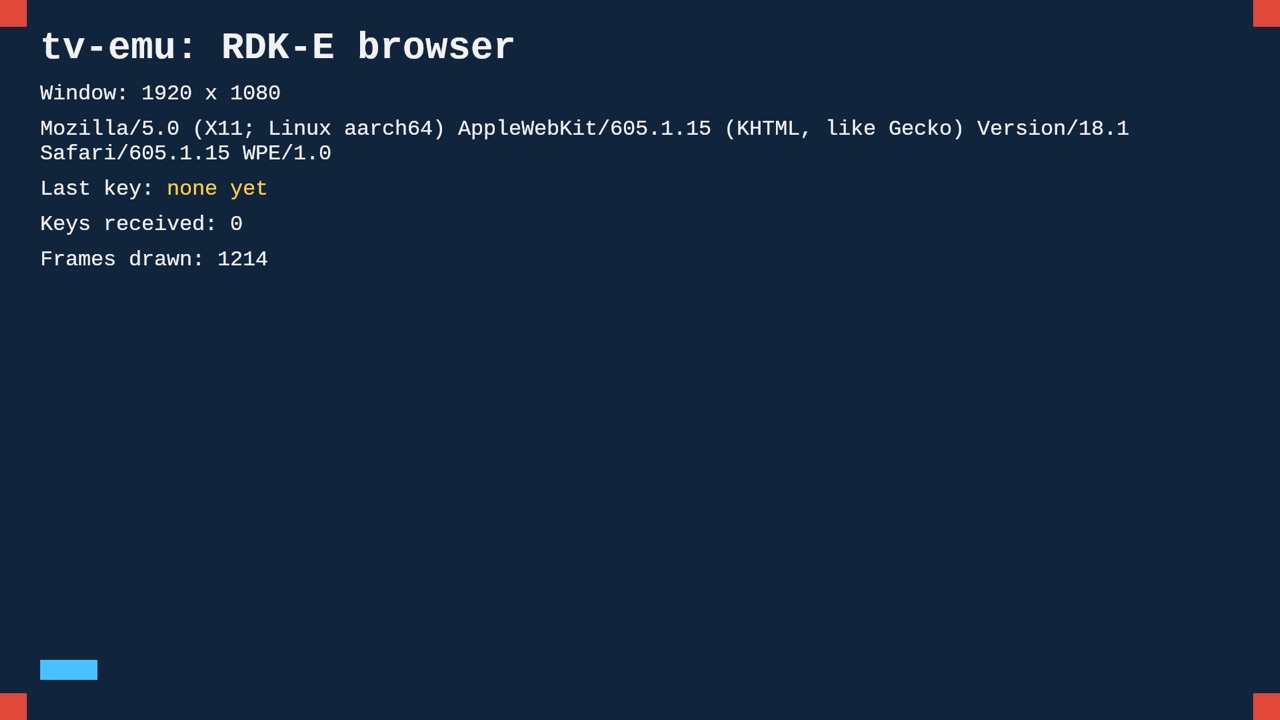 tv-emu: RDK-E browser
Window: 1920 x 1080
Mozilla/5.0 (X11; Linux aarch64) AppleWebKit/605.1.15 (KHTML, like Gecko) Version/18.1
Safari/605.1.15 WPE/1.0
Last key: none yet
Keys received: 0
Frames drawn: 1214